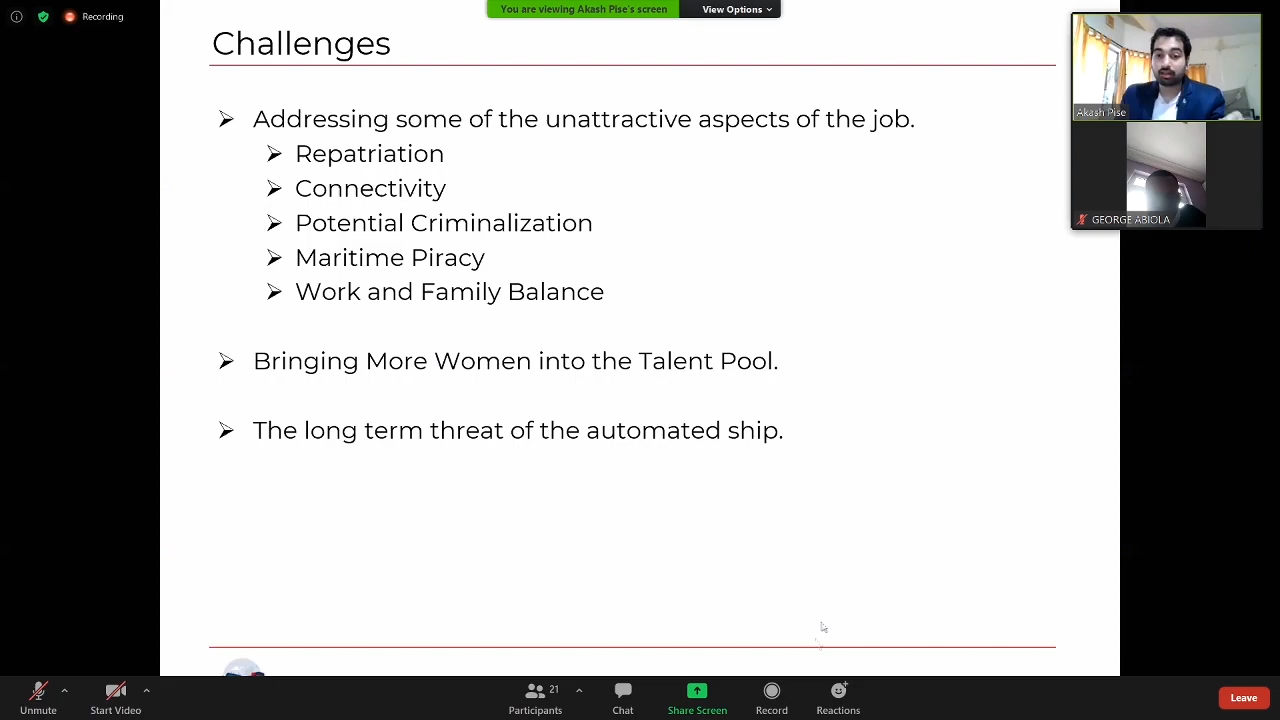 Recording
You are viewing Akash Pise's screen
View Options
Challenges
Addressing some of the unattractive aspects of the job.
Repatriation
Connectivity
Potential Criminalization
Maritime Piracy
Work and Family Balance
Bringing More Women into the Talent Pool.
The long term threat of the automated ship.
Akash Pise
GEORGE ABIOLA
Unmute
Start Video
21
Participants
Chat
Share Screen
Record
Reactions
Leave